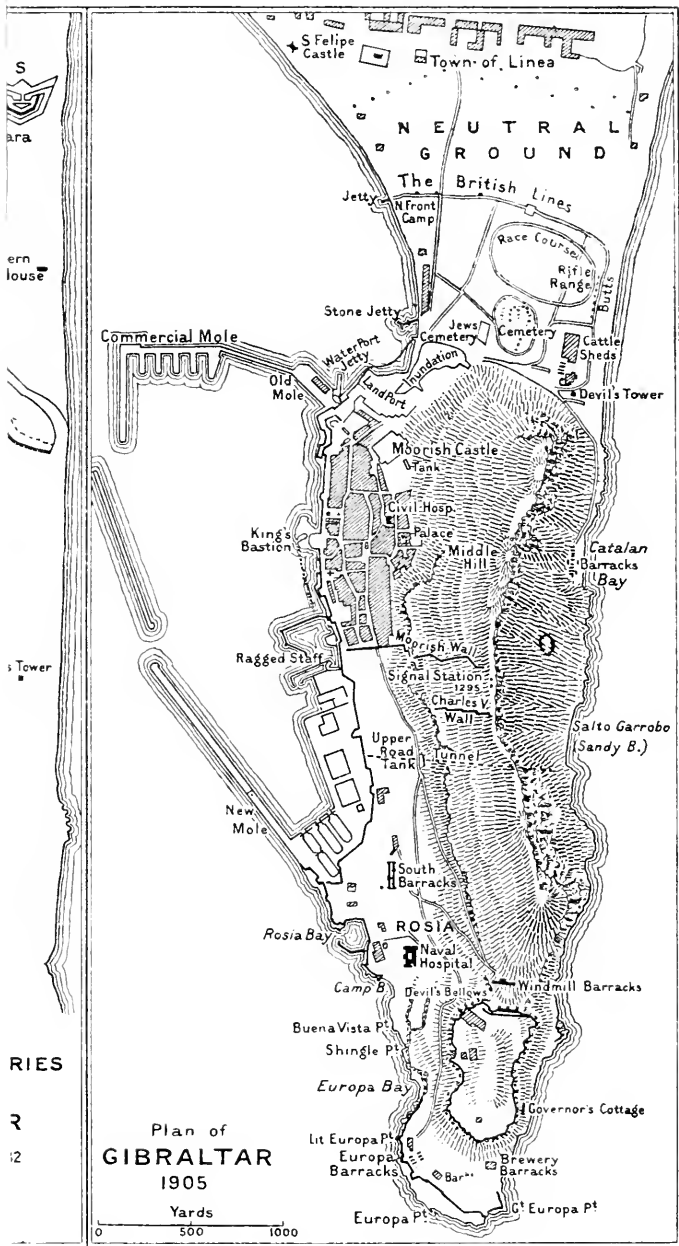 S
ara
ern
House
s Tower
RIES
R
S Felipe
Castle
Town of Linea
NEUTRAL
GROUND
The British Lines
Jetty
N.Front
Camp
Race Course
Rifle
Range
Butts
Stone Jetty
Jews
Cemetery
Cemetery
Cattle
Sheds
Commercial Mole
Water Port
Jetty
Old
Mole
Land Port
Inundation
Devil's Tower
Moorish Castle
Tank
Civil Hosp.
Palace
King's
Bastion
Middle
Hill
Catalan
Barracks
Bay
Moorish Wall
Ragged Staff
Signal Station
1295
Charles V.
Wall
Salto Garrobo
(Sandy B.)
Upper
Road
Tank
Tunnel
New
Mole
South
Barracks
ROSIA
Rosia Bay
Naval
Hospital
Camp B.
Devil's Bellows
Windmill Barracks
Buena Vista Pt
Shingle Pt
Europa Bay
Governor's Cottage
Lit Europa Pt
Europa
Barracks
Barks
Brewery
Barracks
Europa Pt
Gt Europa Pt
Plan of
GIBRALTAR
1905
Yards
0 500 1000